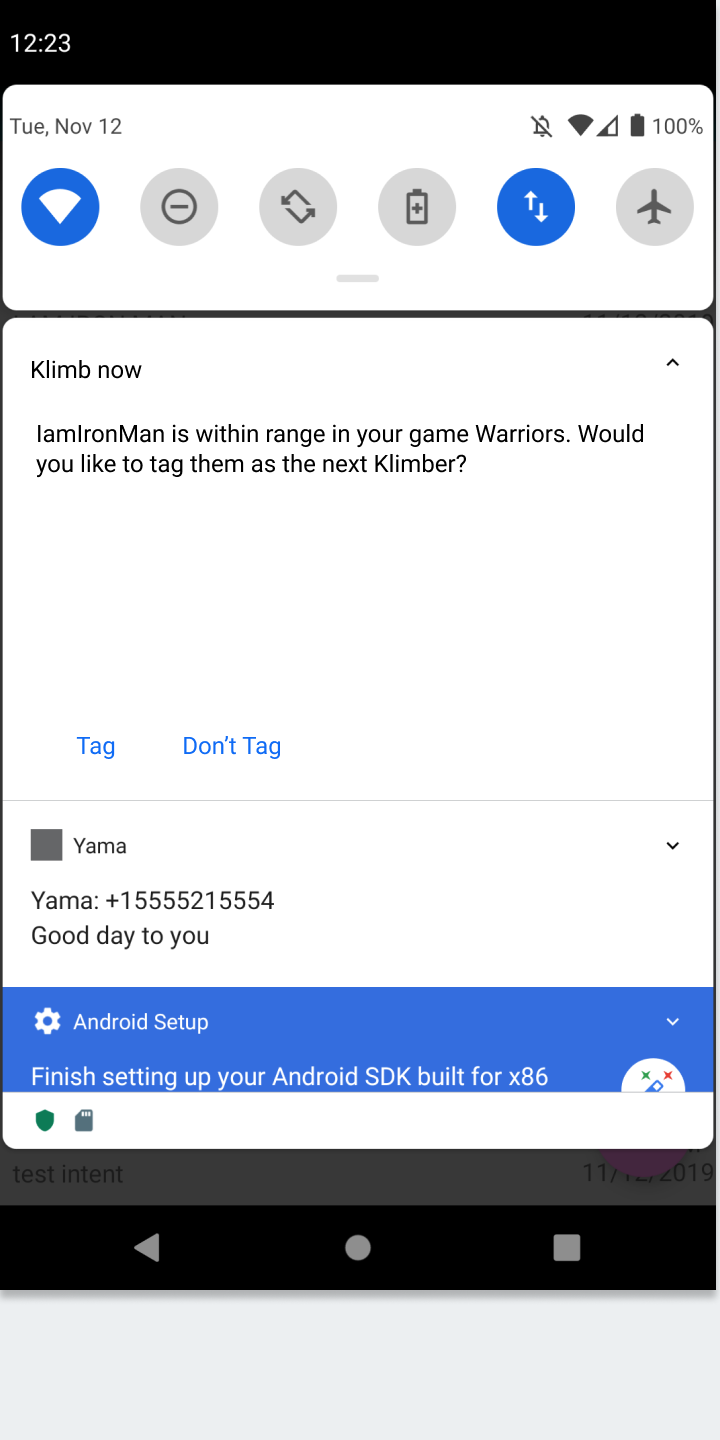 12:23
Tue, Nov 12
100%
Klimb now
IamIronMan is within range in your game Warriors. Would
you like to tag them as the next Klimber?
Tag
Don’t Tag
Yama
Yama: +15555215554
Good day to you
Android Setup
Finish setting up your Android SDK built for x86
test intent
11/12/2019